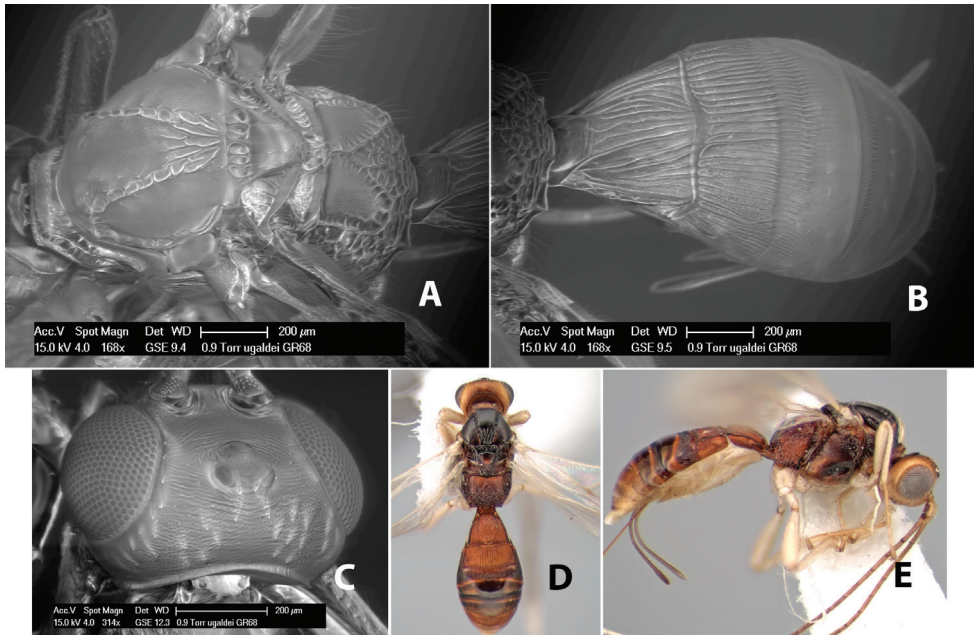 A
Acc.V Spot Magn Det WD 200 µm
15.0 kV 4.0 168x GSE 9.4 0.9 Torr ugaldei GR68
B
Acc.V Spot Magn Det WD 200 µm
15.0 kV 4.0 168x GSE 9.5 0.9 Torr ugaldei GR68
C
Acc.V Spot Magn Det WD 200 µm
15.0 kV 4.0 314x GSE 12.3 0.9 Torr ugaldei GR68
D
E